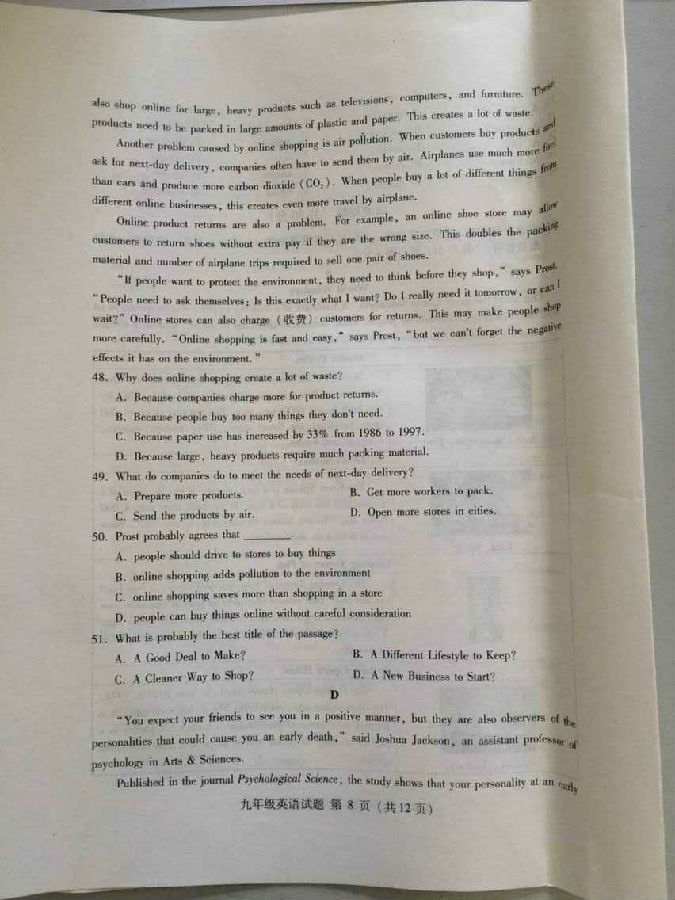 also shop online for large, heavy products such as televisions, computers, and furniture. These
products need to be packed in large amounts of plastic and paper. This creates a lot of waste.
Another problem caused by online shopping is air pollution. When customers buy products and
ask for next-day delivery, companies often have to send them by air. Airplanes use much more fuel
than cars and produce more carbon dioxide (CO₂). When people buy a lot of different things from
different online businesses, this creates even more travel by airplane.
Online product returns are also a problem. For example, an online shoe store may allow
customers to return shoes without extra pay if they are the wrong size. This doubles the packing
material and number of airplane trips required to sell one pair of shoes.
"If people want to protect the environment, they need to think before they shop," says Prost.
"People need to ask themselves: Is this exactly what I want? Do I really need it tomorrow, or can I
wait?" Online stores can also charge (收费) customers for returns. This may make people shop
more carefully. "Online shopping is fast and easy," says Prost, "but we can't forget the negative
effects it has on the environment."
48. Why does online shopping create a lot of waste?
A. Because companies charge more for product returns.
B. Because people buy too many things they don't need.
C. Because paper use has increased by 33% from 1986 to 1997.
D. Because large, heavy products require much packing material.
49. What do companies do to meet the needs of next-day delivery?
A. Prepare more products. B. Get more workers to pack.
C. Send the products by air. D. Open more stores in cities.
50. Prost probably agrees that ________.
A. people should drive to stores to buy things
B. online shopping adds pollution to the environment
C. online shopping saves more than shopping in a store
D. people can buy things online without careful consideration
51. What is probably the best title of the passage?
A. A Good Deal to Make? B. A Different Lifestyle to Keep?
C. A Cleaner Way to Shop? D. A New Business to Start?
D
"You expect your friends to see you in a positive manner, but they are also observers of the
personalities that could cause you an early death," said Joshua Jackson, an assistant professor of
psychology in Arts & Sciences.
Published in the journal Psychological Science, the study shows that your personality at an early
九年级英语试题 第 8 页 (共 12 页)